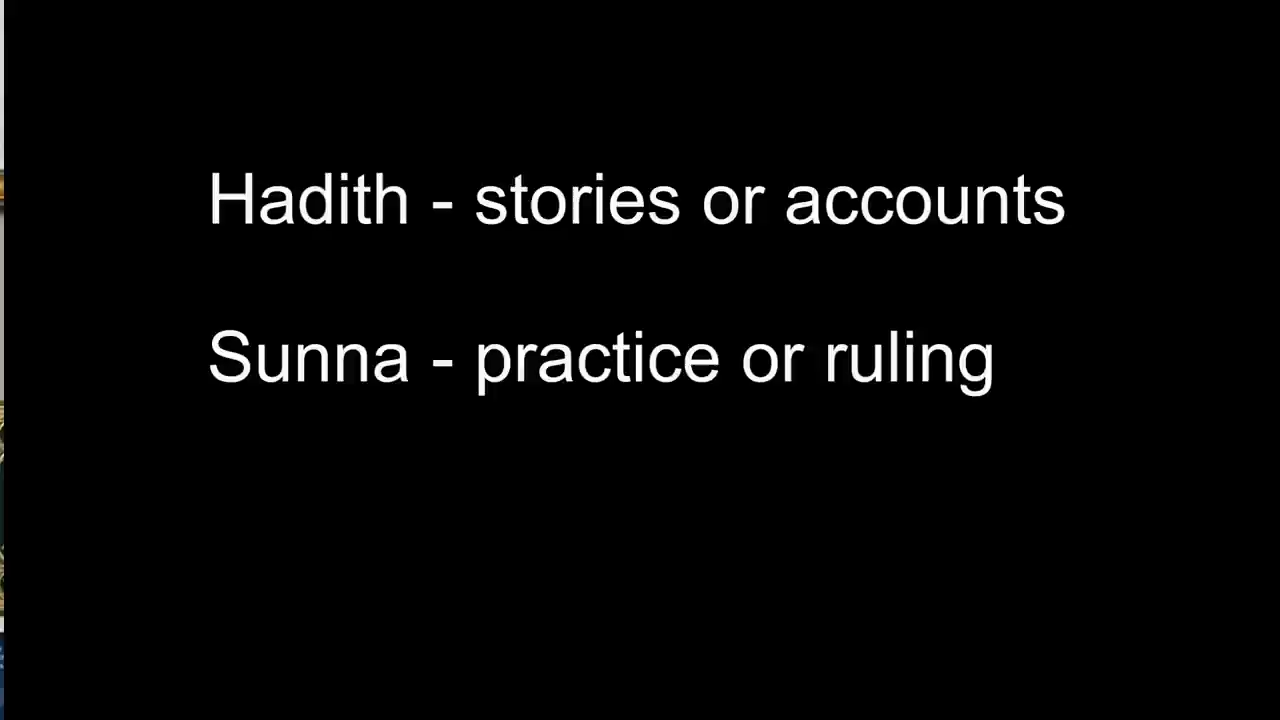 Hadith - stories or accounts
Sunna - practice or ruling